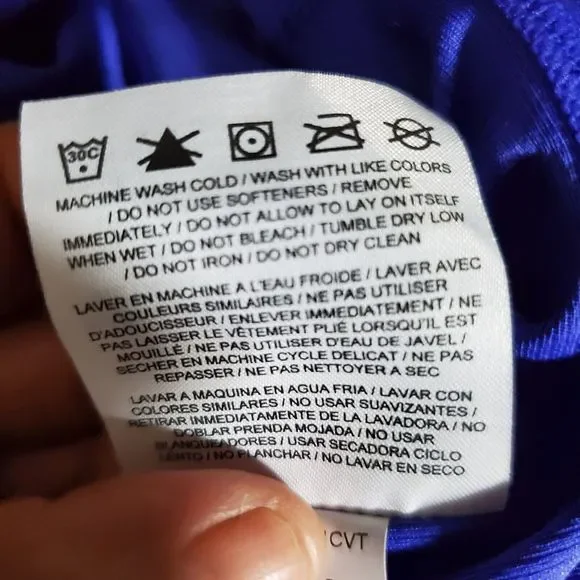 30C
MACHINE WASH COLD / WASH WITH LIKE COLORS
/ DO NOT USE SOFTENERS / REMOVE
IMMEDIATELY / DO NOT ALLOW TO LAY ON ITSELF
WHEN WET / DO NOT BLEACH / TUMBLE DRY LOW
/ DO NOT IRON / DO NOT DRY CLEAN
LAVER EN MACHINE A L'EAU FROIDE / LAVER AVEC
COULEURS SIMILAIRES / NE PAS UTILISER
D'ADOUCISSEUR / ENLEVER IMMEDIATEMENT / NE
PAS LAISSER LE VÊTEMENT PLIÉ LORSQU'IL EST
MOUILLÉ / NE PAS UTILISER D'EAU DE JAVEL /
SECHER EN MACHINE CYCLE DELICAT / NE PAS
REPASSER / NE PAS NETTOYER A SEC
LAVAR A MAQUINA EN AGUA FRIA / LAVAR CON
COLORES SIMILARES / NO USAR SUAVIZANTES /
RETIRAR INMEDIATAMENTE DE LA LAVADORA / NO
DOBLAR PRENDA MOJADA / NO USAR
BLANQUEADORES / USAR SECADORA CICLO
LENTO / NO PLANCHAR / NO LAVAR EN SECO
CVT